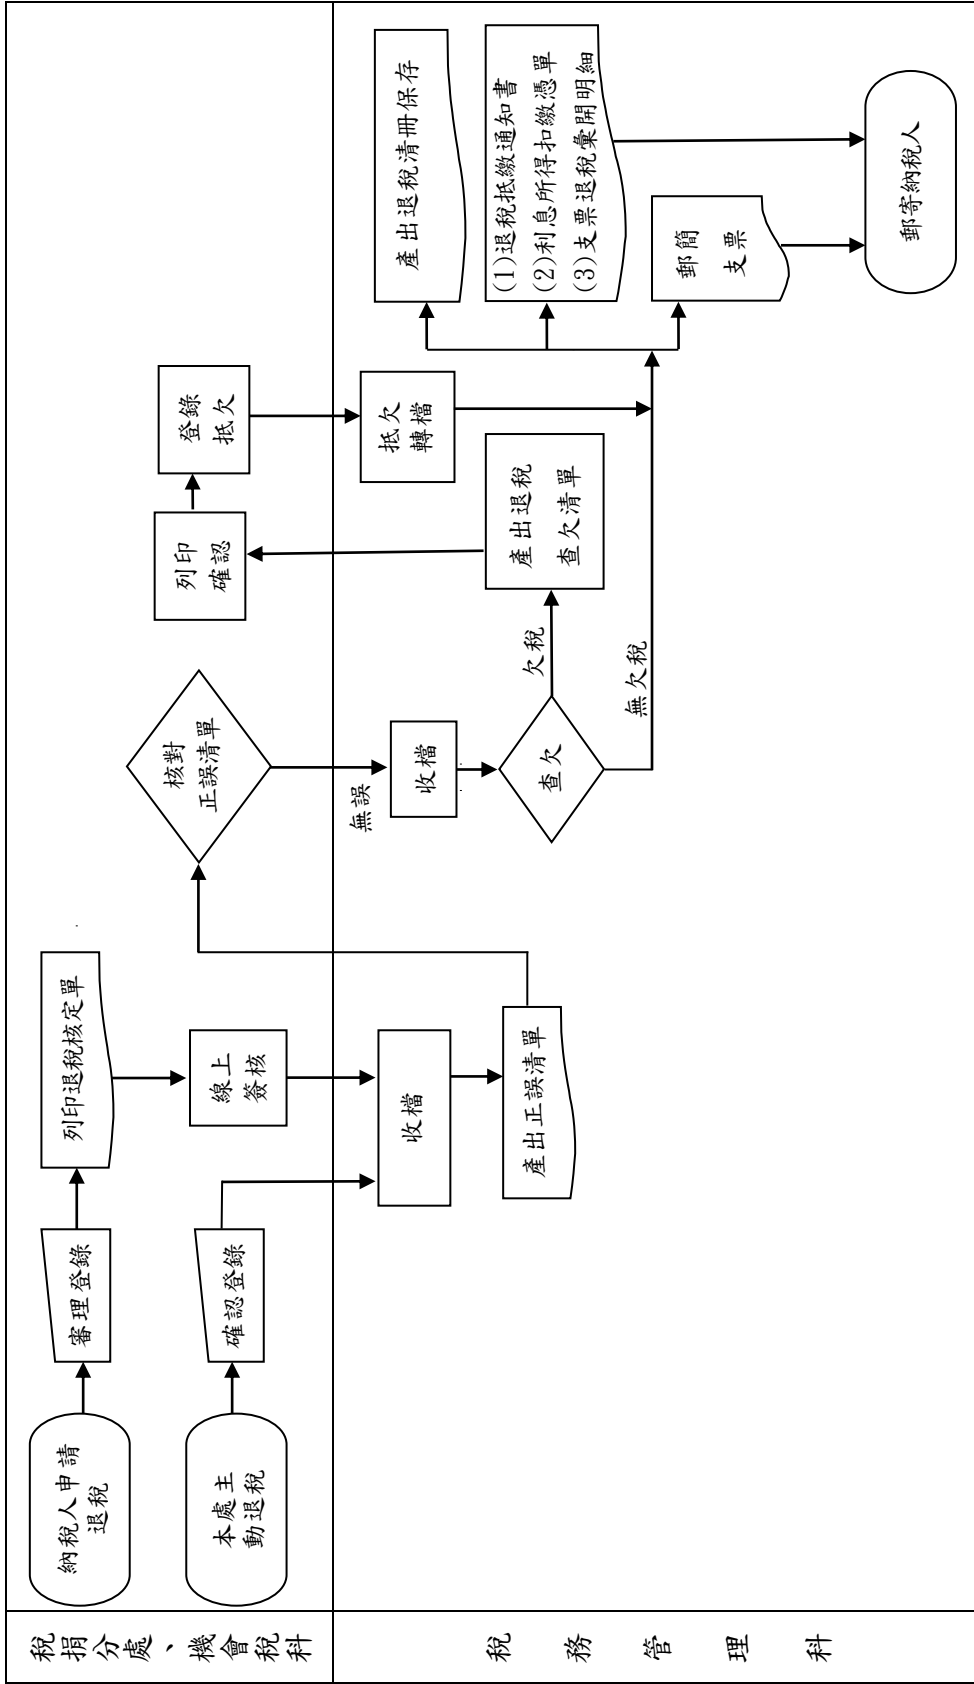 稅捐分處、機會稅科
納稅人申請
退稅
審理登錄
列印退稅核定單
線上
簽核
本處主
動退稅
確認登錄
核對
正誤清單
列印
確認
登錄
抵欠
稅務管理科
收檔
產出正誤清單
無誤
收檔
查欠
欠稅
無欠稅
產出退稅
查欠清單
抵欠
轉檔
產出退稅清冊保存
(1)退稅抵繳通知書
(2)利息所得扣繳憑單
(3)支票退稅彙開明細
郵簡
支票
郵寄納稅人